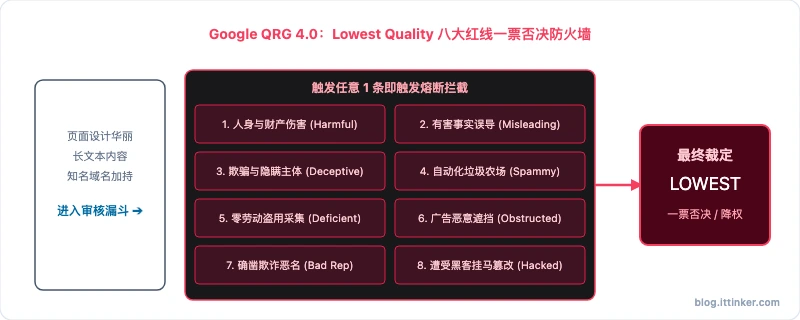 Google QRG 4.0：Lowest Quality 八大红线一票否决防火墙
页面设计华丽
长文本内容
知名域名加持
进入审核漏斗 ➔
触发任意 1 条即触发熔断拦截
1. 人身与财产伤害 (Harmful)
2. 有害事实误导 (Misleading)
3. 欺骗与隐瞒主体 (Deceptive)
4. 自动化垃圾农场 (Spammy)
5. 零劳动盗用采集 (Deficient)
6. 广告恶意遮挡 (Obstructed)
7. 确凿欺诈恶名 (Bad Rep)
8. 遭受黑客挂马篡改 (Hacked)
最终裁定
LOWEST
一票否决 / 降权
blog.ittinker.com